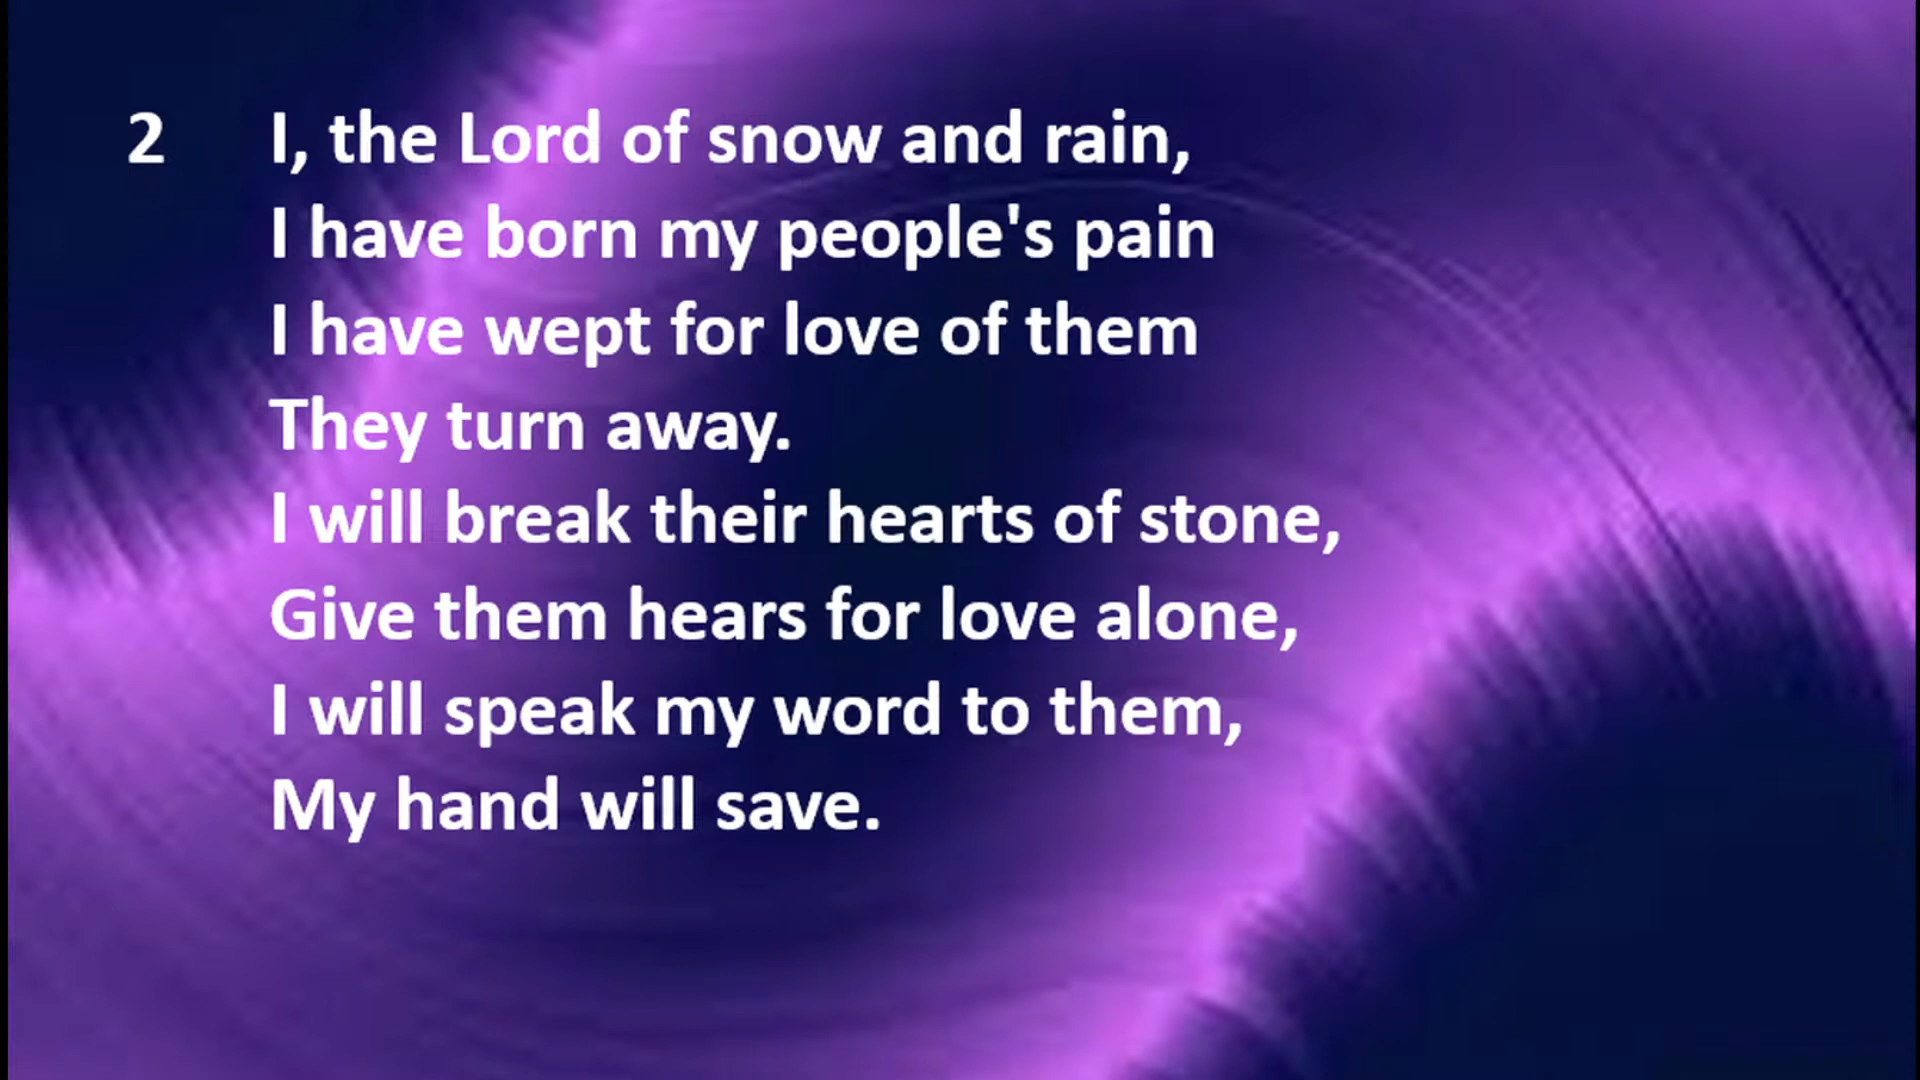 2 I, the Lord of snow and rain,
I have born my people's pain
I have wept for love of them
They turn away.
I will break their hearts of stone,
Give them hears for love alone,
I will speak my word to them,
My hand will save.